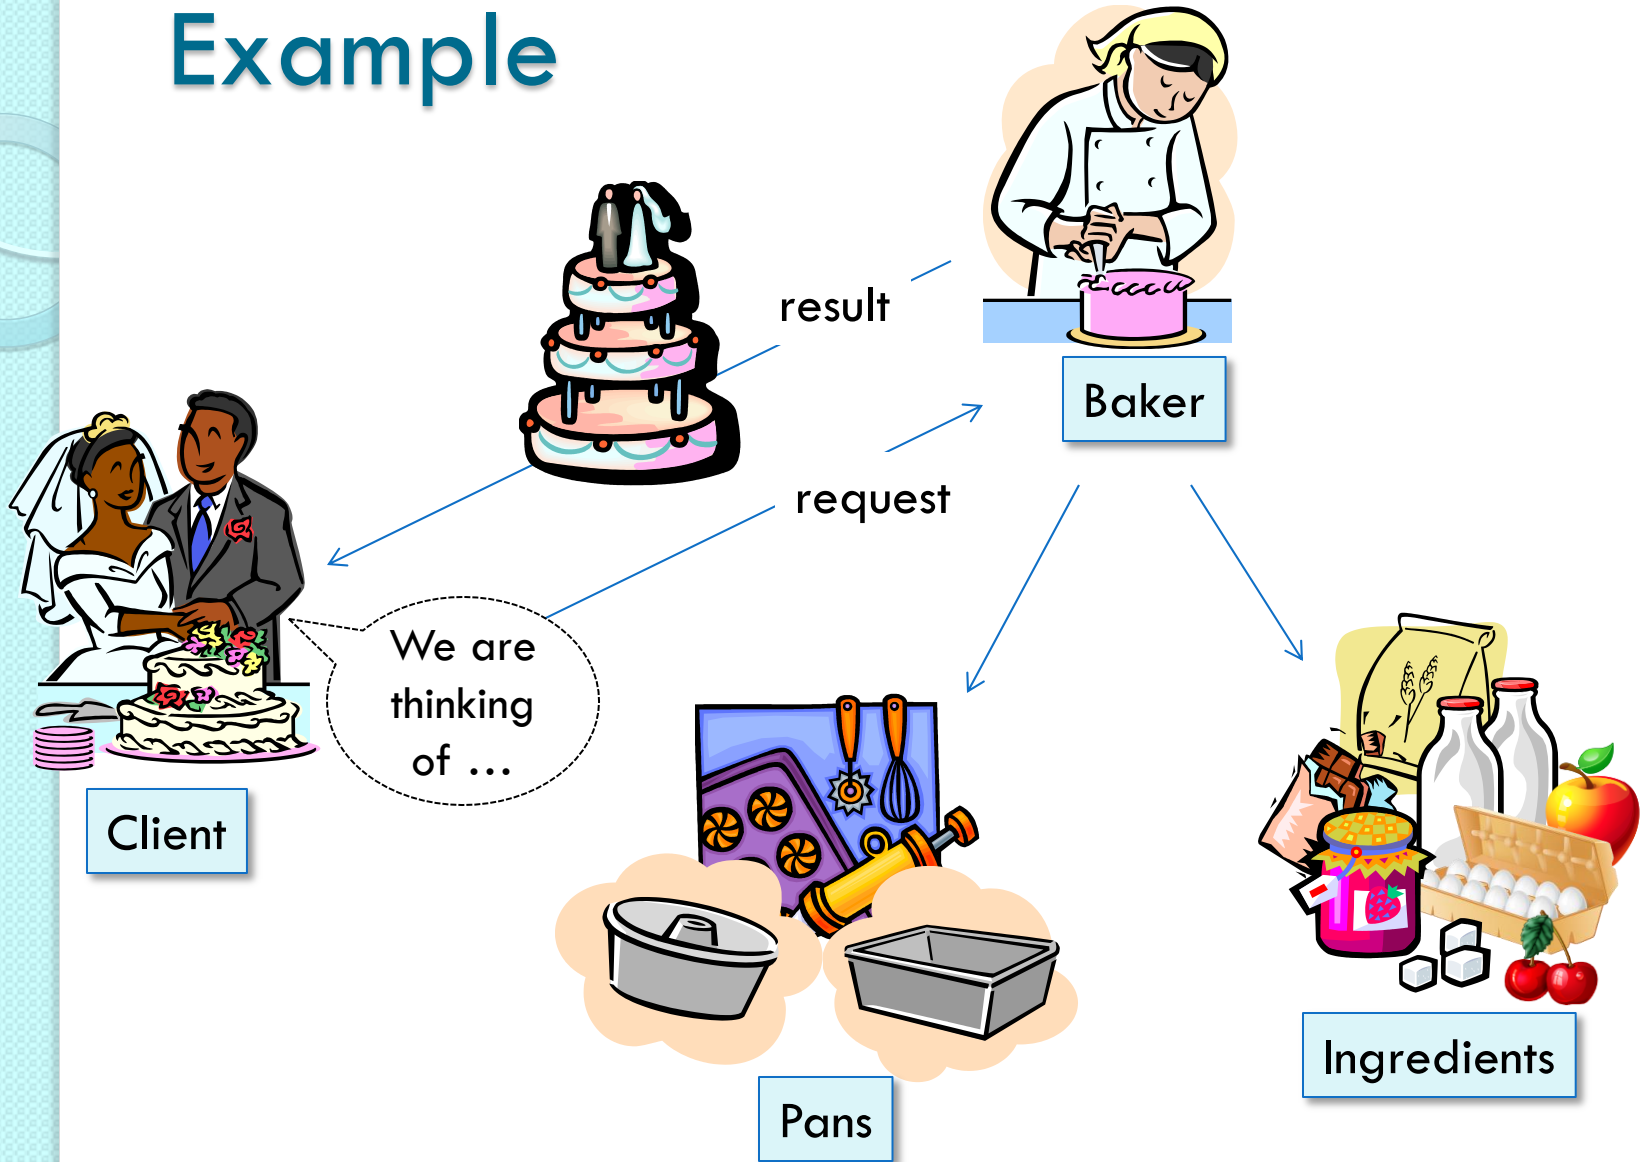 Example
result
Baker
request
We are
thinking
of ...
Client
Ingredients
Pans